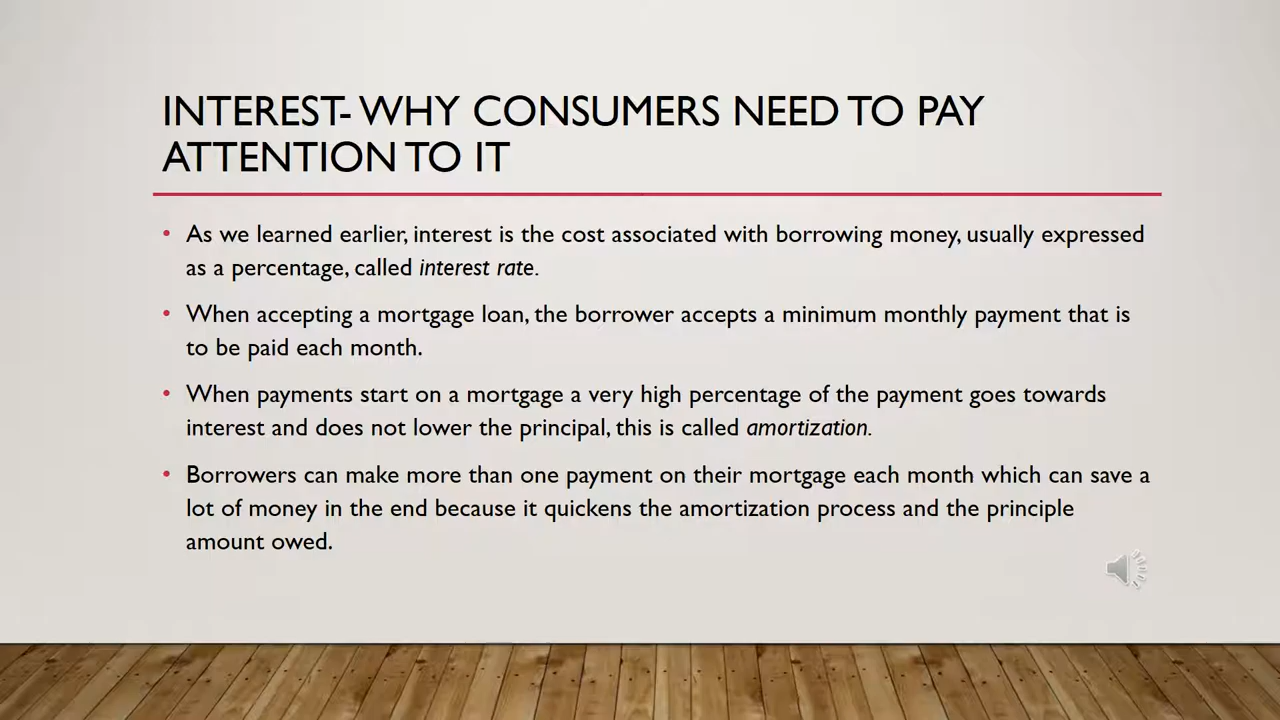 INTEREST- WHY CONSUMERS NEED TO PAY
ATTENTION TO IT
• As we learned earlier, interest is the cost associated with borrowing money, usually expressed
as a percentage, called interest rate.
• When accepting a mortgage loan, the borrower accepts a minimum monthly payment that is
to be paid each month.
• When payments start on a mortgage a very high percentage of the payment goes towards
interest and does not lower the principal, this is called amortization.
• Borrowers can make more than one payment on their mortgage each month which can save a
lot of money in the end because it quickens the amortization process and the principle
amount owed.